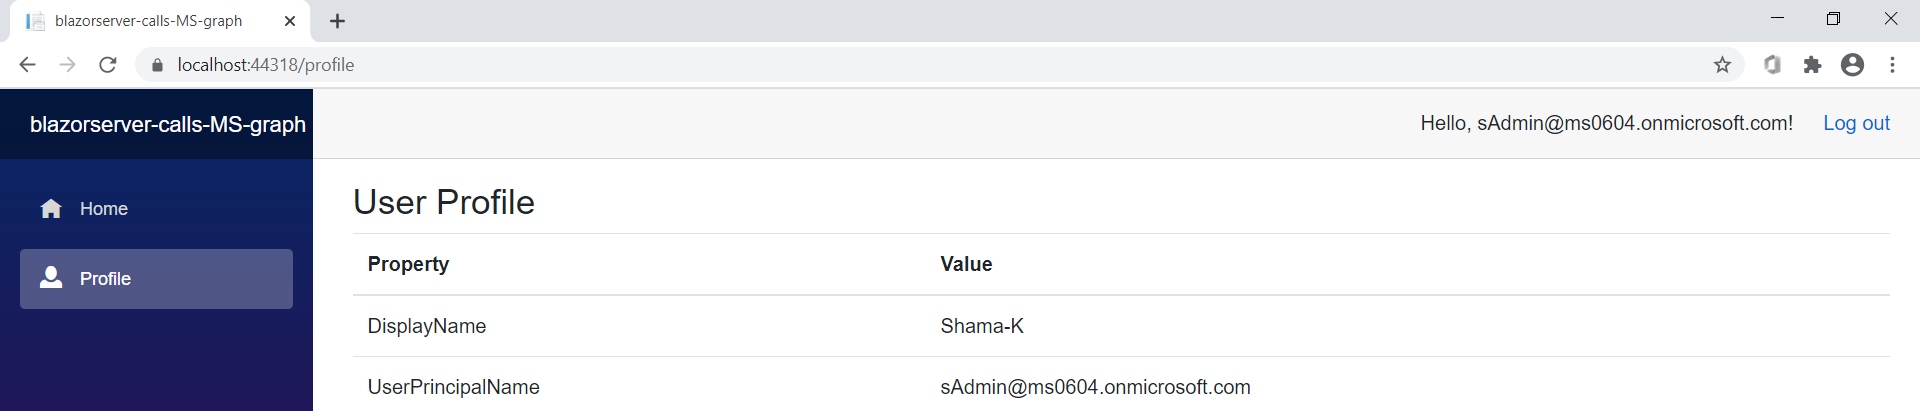 blazorserver-calls-MS-graph
localhost:44318/profile
blazorserver-calls-MS-graph
Hello, sAdmin@ms0604.onmicrosoft.com! Log out
Home
Profile
User Profile
Property Value
DisplayName Shama-K
UserPrincipalName sAdmin@ms0604.onmicrosoft.com